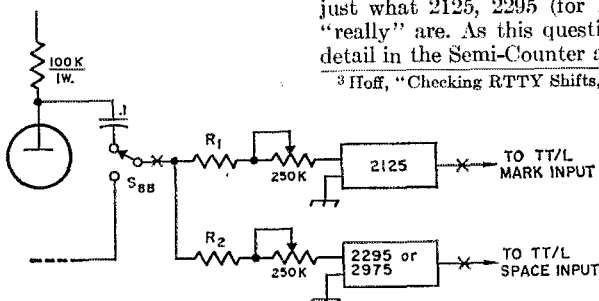 just what 2125, 2295 (for
"really" are. As this questi
detail in the Semi-Counter a
3 Hoff, "Checking RTTY Shifts,
100K
1W.
.1
S8B
R1
250K
2125
TO TT/L
MARK INPUT
R2
250K
2295 or
2975
TO TT/L
SPACE INPUT